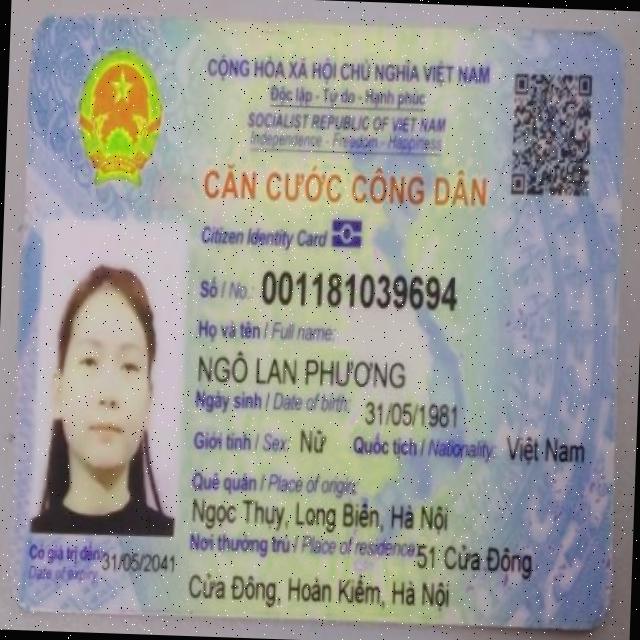 CỘNG HÒA XÃ HỘI CHỦ NGHĨA VIỆT NAM
Độc lập - Tự do - Hạnh phúc
SOCIALIST REPUBLIC OF VIET NAM
Independence - Freedom - Happiness
CĂN CƯỚC CÔNG DÂN
Citizen Identity Card
Số / No.: 001181039694
Họ và tên / Full name:
NGÔ LAN PHƯƠNG
Ngày sinh / Date of birth: 31/05/1981
Giới tính / Sex: Nữ Quốc tịch / Nationality: Việt Nam
Quê quán / Place of origin:
Ngọc Thụy, Long Biên, Hà Nội
Nơi thường trú / Place of residence: 51 Cửa Đông
Cửa Đông, Hoàn Kiếm, Hà Nội
Có giá trị đến: 31/05/2041
Date of expiry: